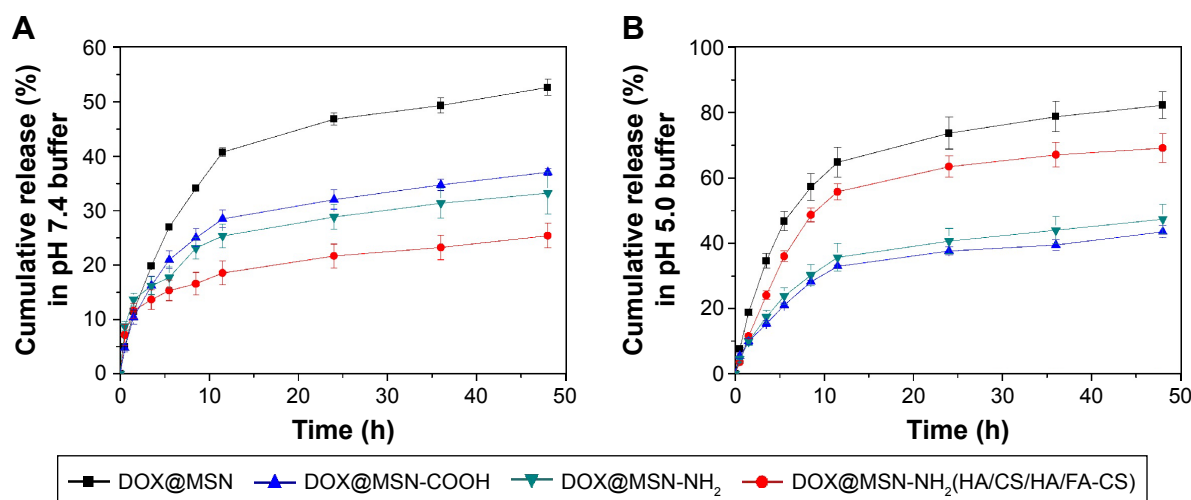 A
Cumulative release (%)
in pH 7.4 buffer
60
50
40
30
20
10
0
0 10 20 30 40 50
Time (h)
B
Cumulative release (%)
in pH 5.0 buffer
100
80
60
40
20
0
0 10 20 30 40 50
Time (h)
DOX@MSN DOX@MSN-COOH DOX@MSN-NH₂ DOX@MSN-NH₂(HA/CS/HA/FA-CS)